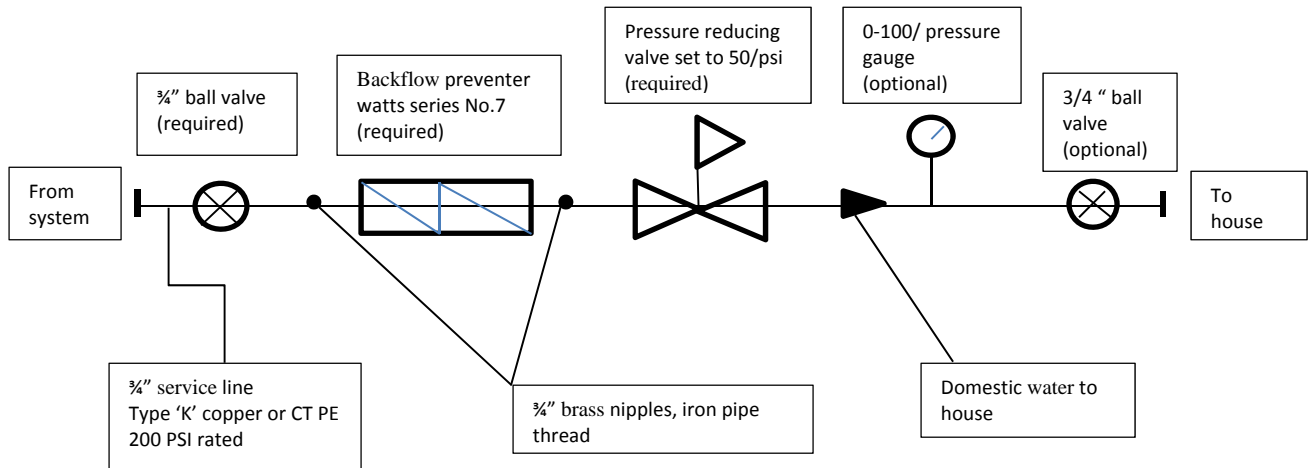 Pressure reducing
valve set to 50/psi
(required)
0-100/ pressure
gauge
(optional)
Backflow preventer
watts series No.7
(required)
¾” ball valve
(required)
3/4 “ ball
valve
(optional)
From
system
To
house
¾” service line
Type ‘K’ copper or CT PE
200 PSI rated
¾” brass nipples, iron pipe
thread
Domestic water to
house